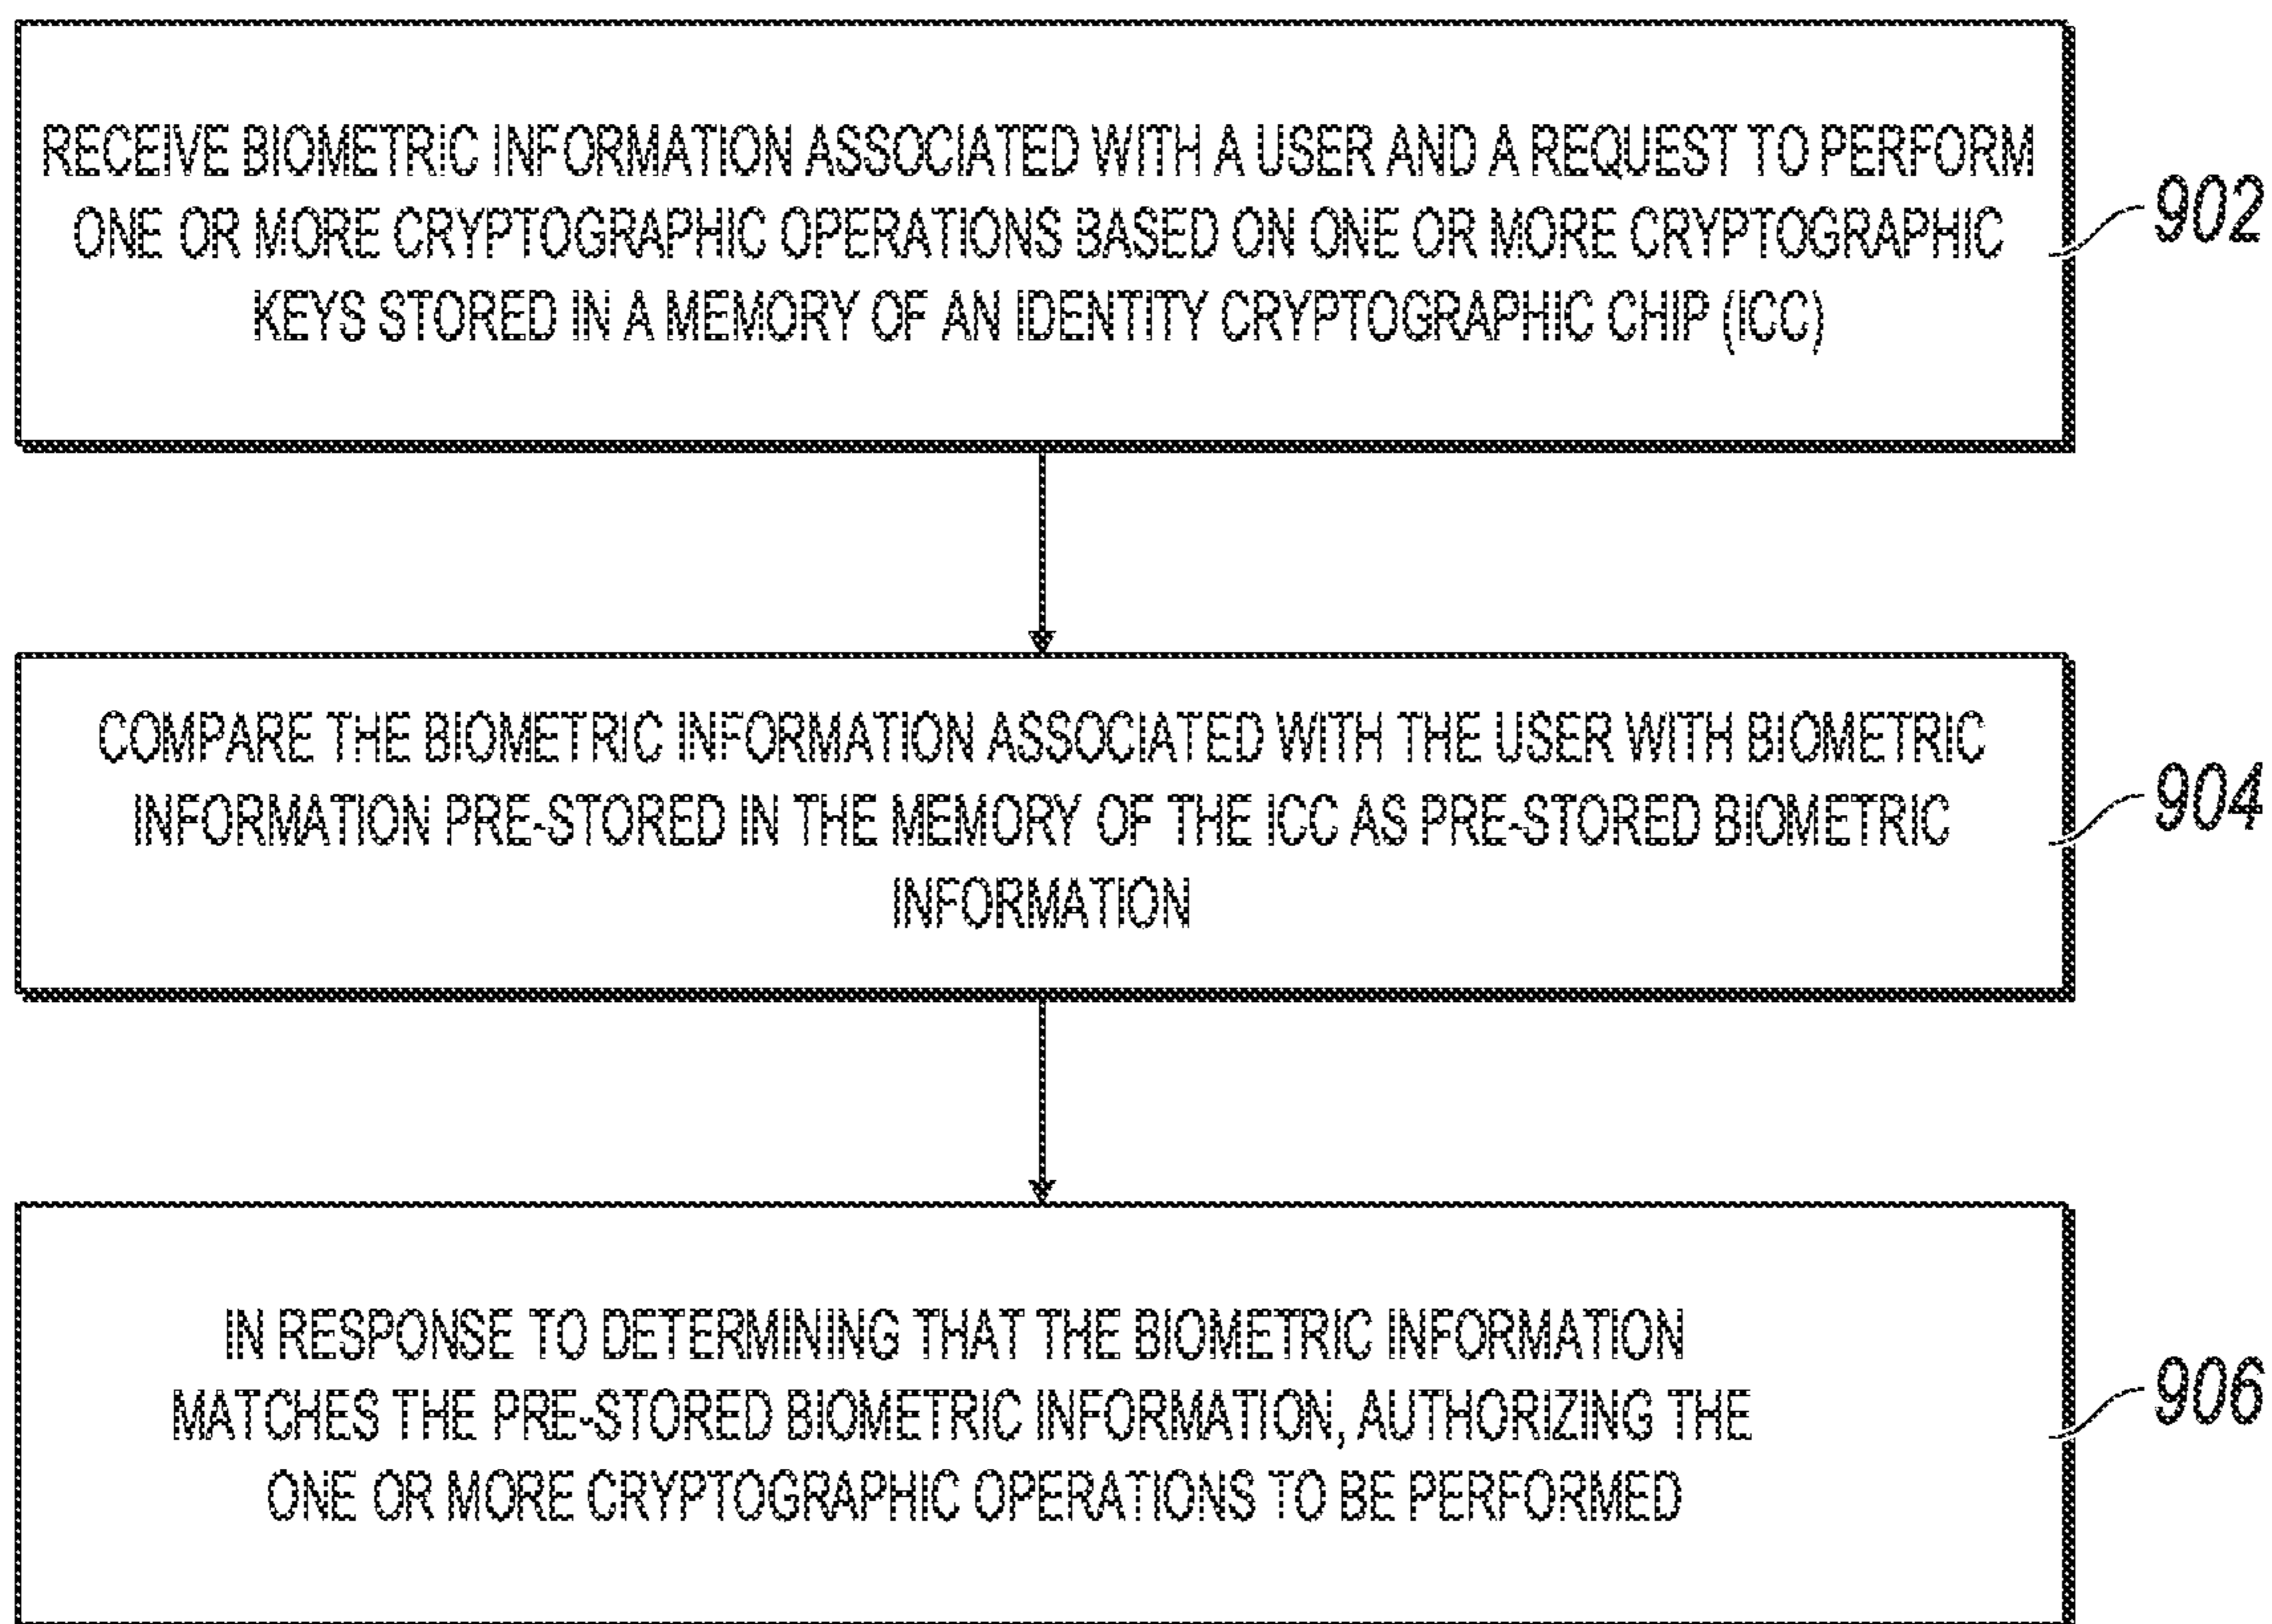 RECEIVE BIOMETRIC INFORMATION ASSOCIATED WITH A USER AND A REQUEST TO PERFORM
ONE OR MORE CRYPTOGRAPHIC OPERATIONS BASED ON ONE OR MORE CRYPTOGRAPHIC
KEYS STORED IN A MEMORY OF AN IDENTITY CRYPTOGRAPHIC CHIP (ICC)
902
COMPARE THE BIOMETRIC INFORMATION ASSOCIATED WITH THE USER WITH BIOMETRIC
INFORMATION PRE-STORED IN THE MEMORY OF THE ICC AS PRE-STORED BIOMETRIC
INFORMATION
904
IN RESPONSE TO DETERMINING THAT THE BIOMETRIC INFORMATION
MATCHES THE PRE-STORED BIOMETRIC INFORMATION, AUTHORIZING THE
ONE OR MORE CRYPTOGRAPHIC OPERATIONS TO BE PERFORMED
906